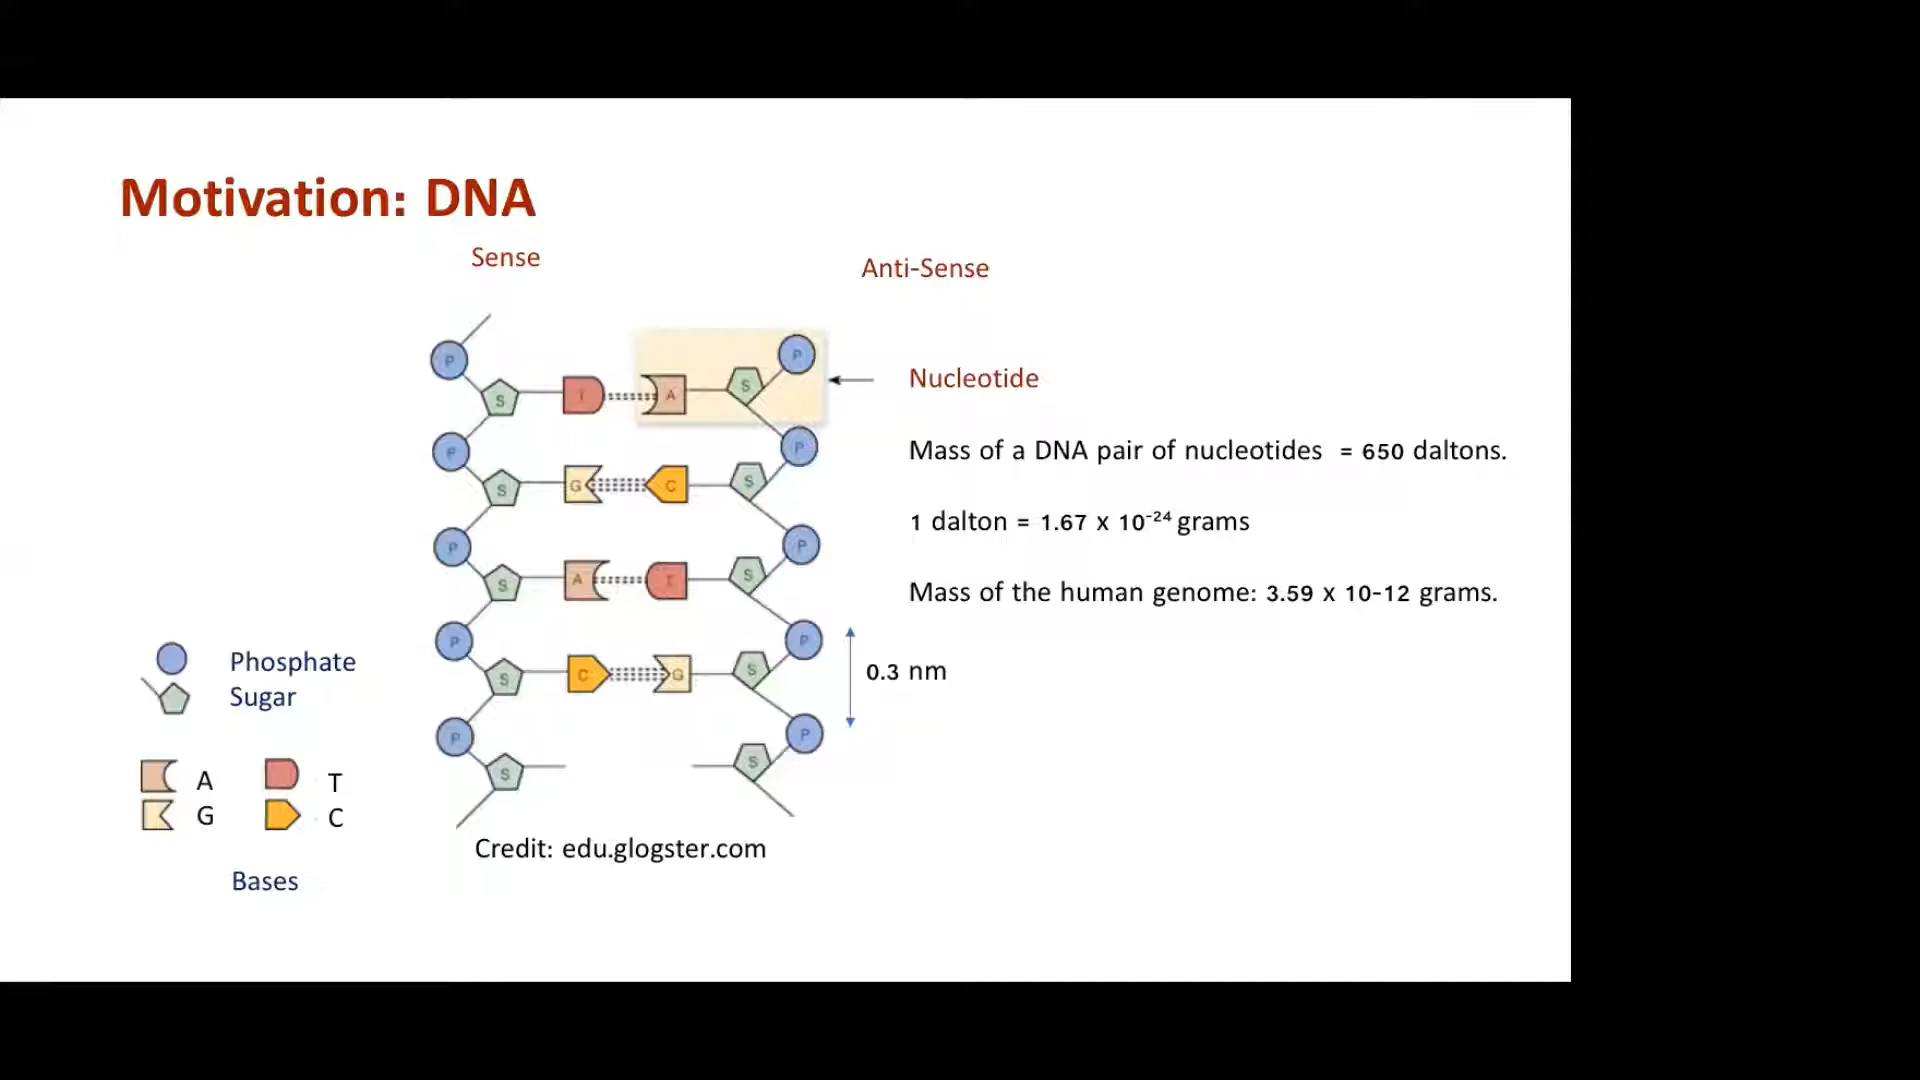 Motivation: DNA
Sense
Anti-Sense
P
P
S
T
A
S
Nucleotide
P
P
Mass of a DNA pair of nucleotides = 650 daltons.
S
G
C
S
1 dalton = 1.67 x 10⁻²⁴ grams
P
P
S
A
S
Mass of the human genome: 3.59 x 10-12 grams.
P
P
Phosphate
S
C
G
S
0.3 nm
Sugar
P
P
S
S
A
T
G
C
Credit: edu.glogster.com
Bases